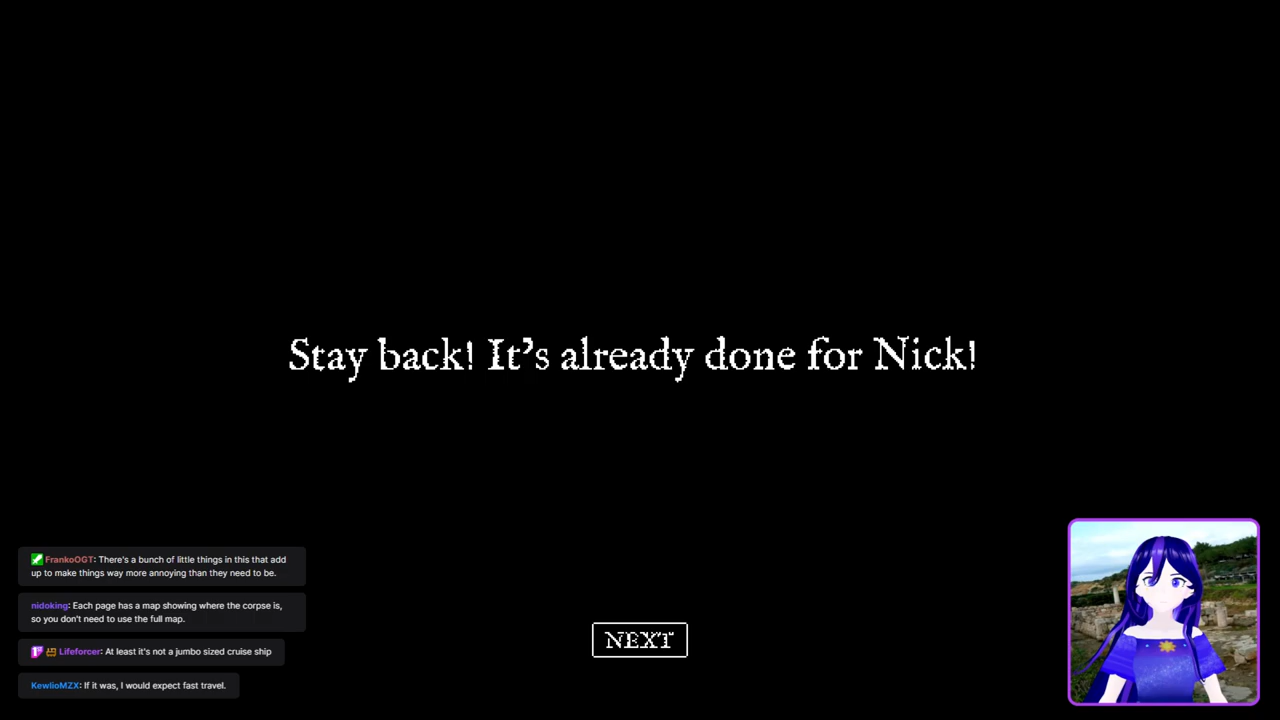 Stay back! It's already done for Nick!
FrankoOGT: There's a bunch of little things in this that add
up to make things way more annoying than they need to be.
nidoking: Each page has a map showing where the corpse is,
so you don't need to use the full map.
Lifeforcer: At least it's not a jumbo sized cruise ship
KewlioMZX: If it was, I would expect fast travel.
NEXT